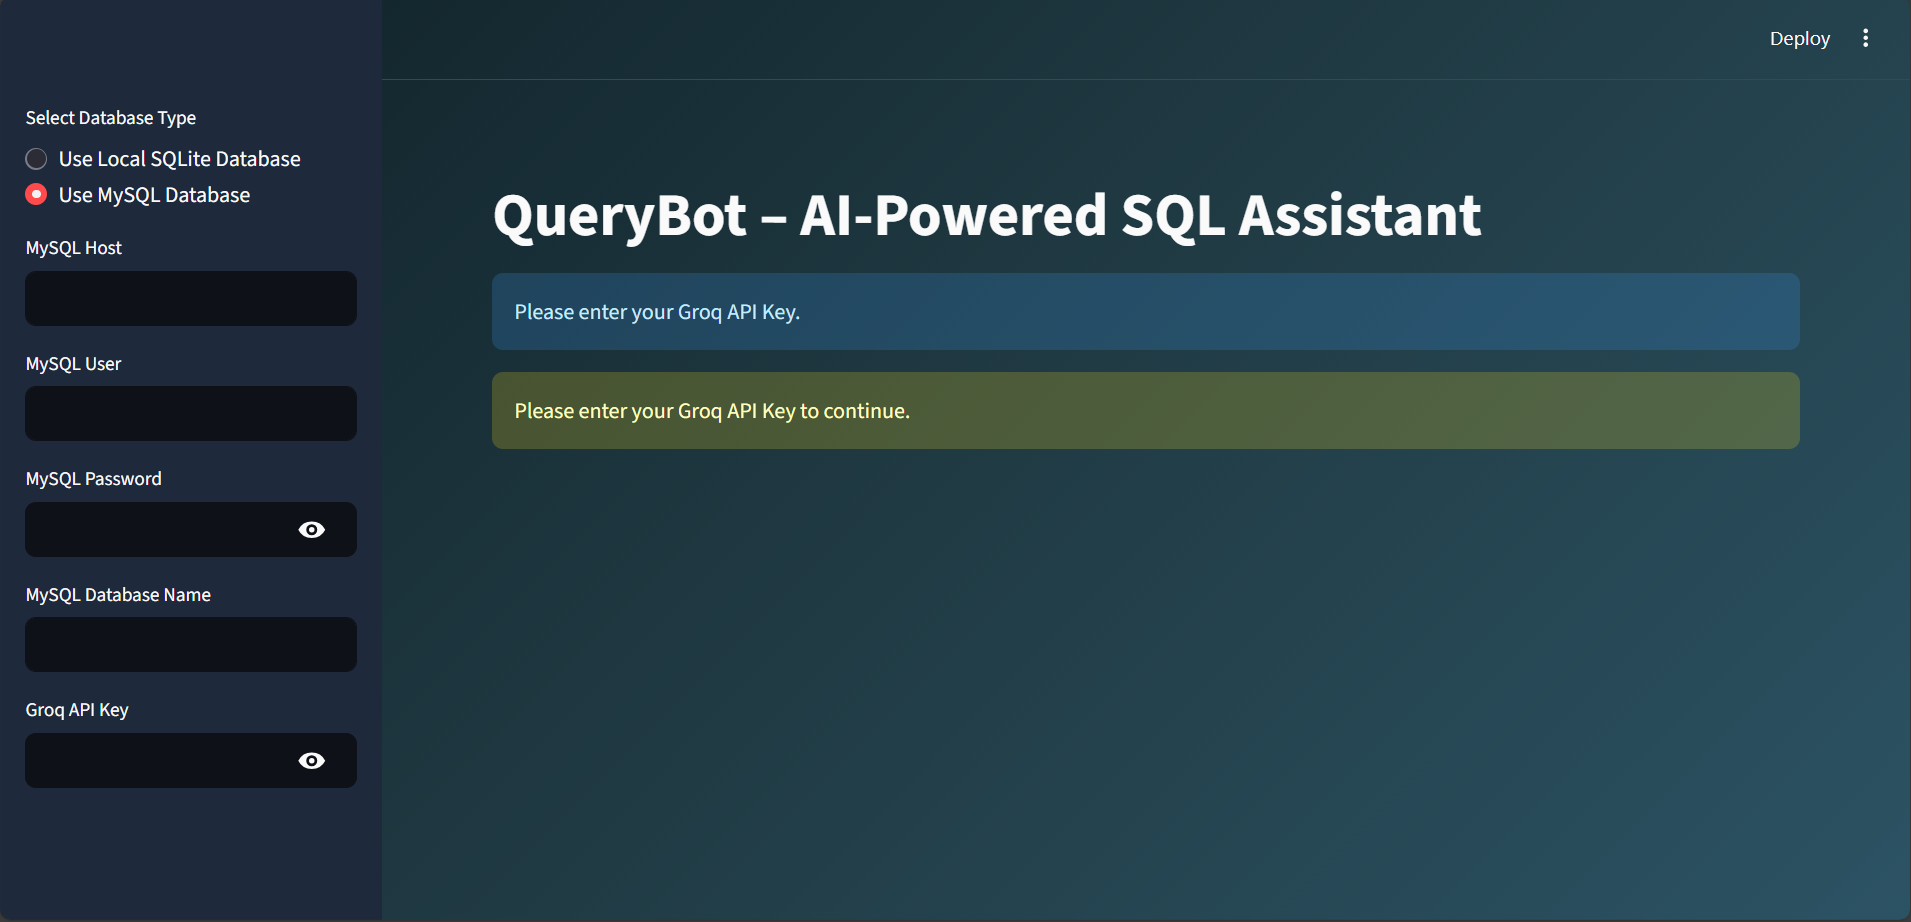 Deploy
Select Database Type
Use Local SQLite Database
Use MySQL Database
MySQL Host
MySQL User
MySQL Password
MySQL Database Name
Groq API Key
QueryBot – AI-Powered SQL Assistant
Please enter your Groq API Key.
Please enter your Groq API Key to continue.